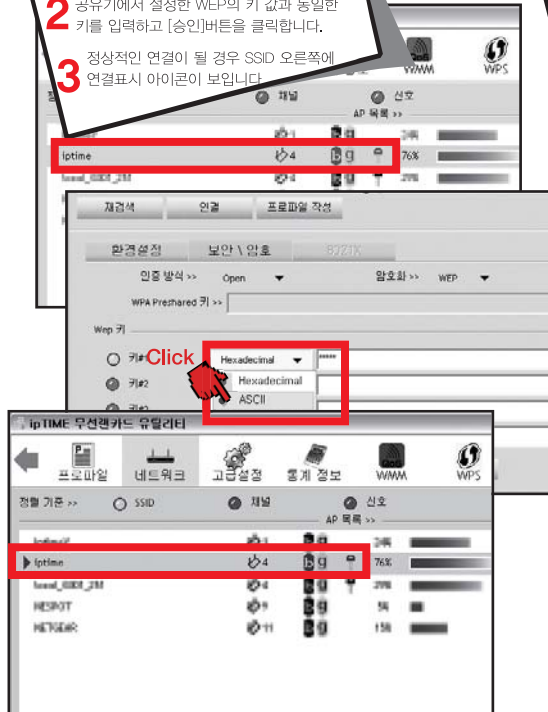 2 공유기에서 설정한 WEP의 키 값과 동일한
키를 입력하고 [승인]버튼을 클릭합니다.
3 정상적인 연결이 될 경우 SSID 오른쪽에
연결표시 아이콘이 보입니다
WMM WPS
채널 신호
AP 목록 >>
iptime 4 b g 76%
재검색 연결 프로파일 작성
환경설정 보안 \ 암호 802.1X
인증 방식 >> Open 암호화 >> WEP
WPA Preshared 키 >>
Wep 키
키#1 Click Hexadecimal *****
키#2 Hexadecimal
ASCII
ipTIME 무선랜카드 유틸리티
프로파일 네트워크 고급설정 통계 정보 WMM WPS
정렬 기준 >> SSID 채널 신호
AP 목록 >>
iptime 4 b g 76%
NESPOT 9 b g 5%
NETGEAR 11 b g 15%